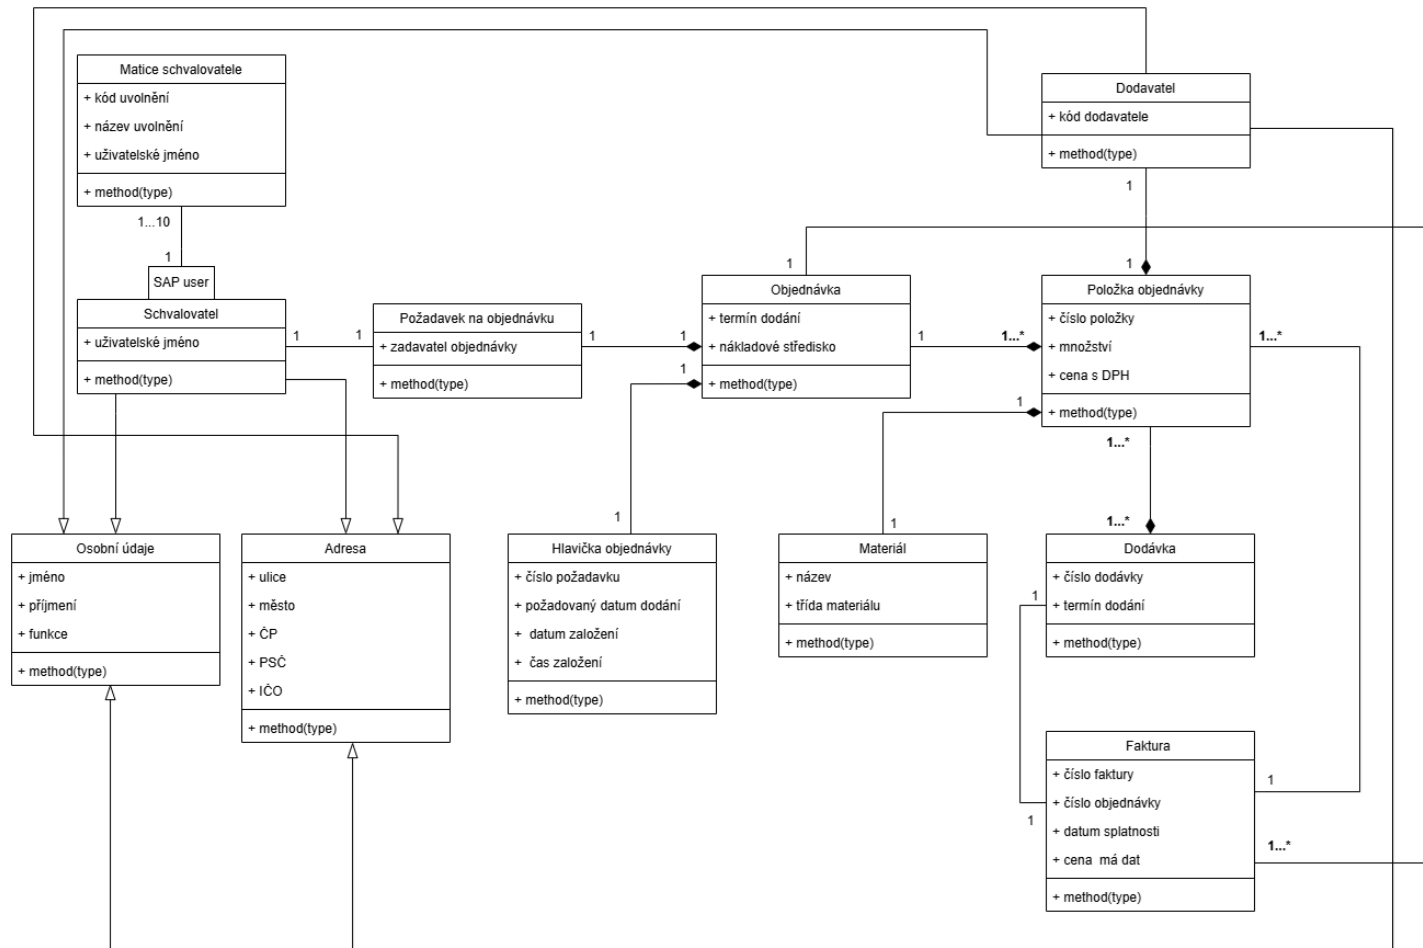 Matice schvalovatele
+ kód uvolnění
+ název uvolnění
+ uživatelské jméno
+ method(type)
1...10
1
SAP user
Schvalovatel
+ uživatelské jméno
+ method(type)
1
1
Požadavek na objednávku
+ zadavatel objednávky
+ method(type)
1
1
1
1
Objednávka
+ termín dodání
+ nákladové středisko
+ method(type)
1
1...*
Dodavatel
+ kód dodavatele
+ method(type)
1
1
Položka objednávky
+ číslo položky
+ množství
+ cena s DPH
+ method(type)
1...*
1
1...*
1...*
Osobní údaje
+ jméno
+ příjmení
+ funkce
+ method(type)
Adresa
+ ulice
+ město
+ ČP
+ PSČ
+ IČO
+ method(type)
1
Hlavička objednávky
+ číslo požadavku
+ požadovaný datum dodání
+ datum založení
+ čas založení
+ method(type)
1
Materiál
+ název
+ třída materiálu
+ method(type)
Dodávka
+ číslo dodávky
+ termín dodání
+ method(type)
1
1
Faktura
+ číslo faktury
+ číslo objednávky
+ datum splatnosti
+ cena má dat
+ method(type)
1
1...*